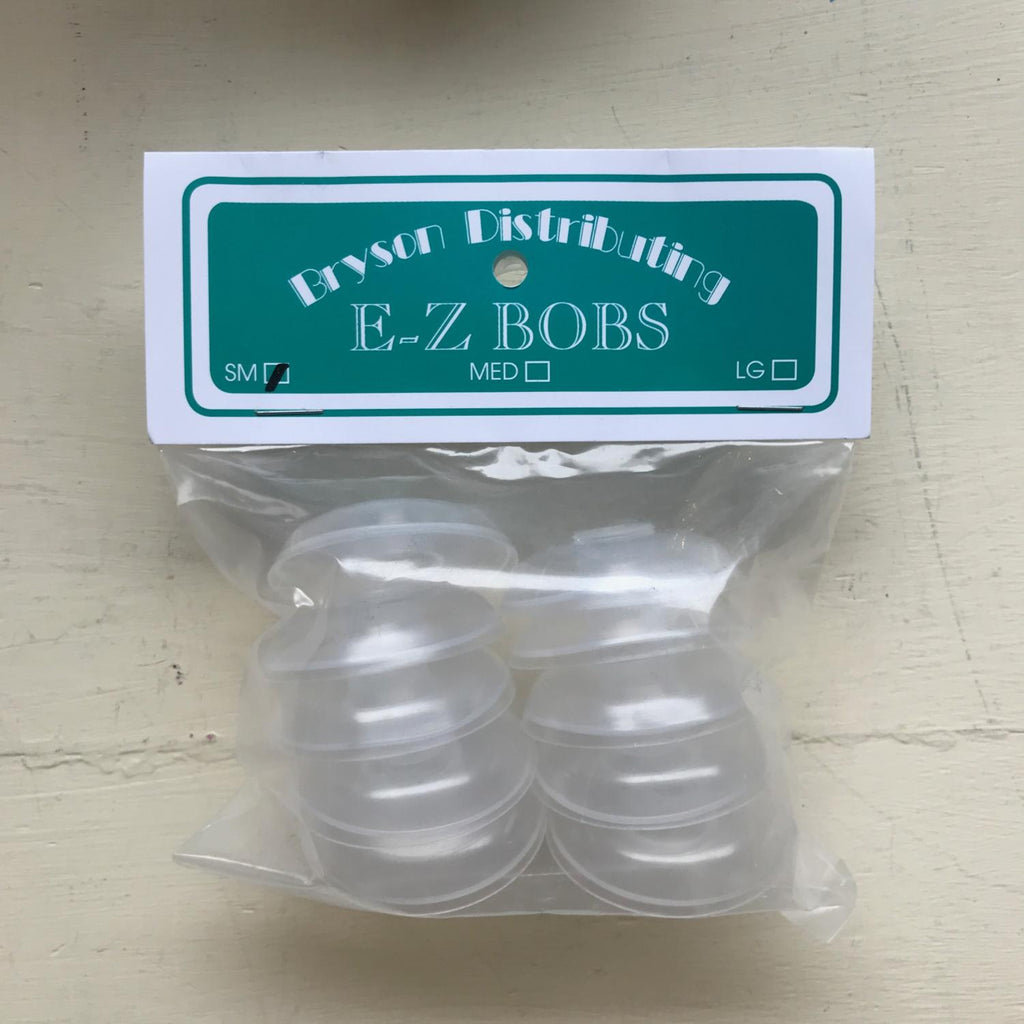 Bryson Distributing
E-Z BOBS
SM MED LG